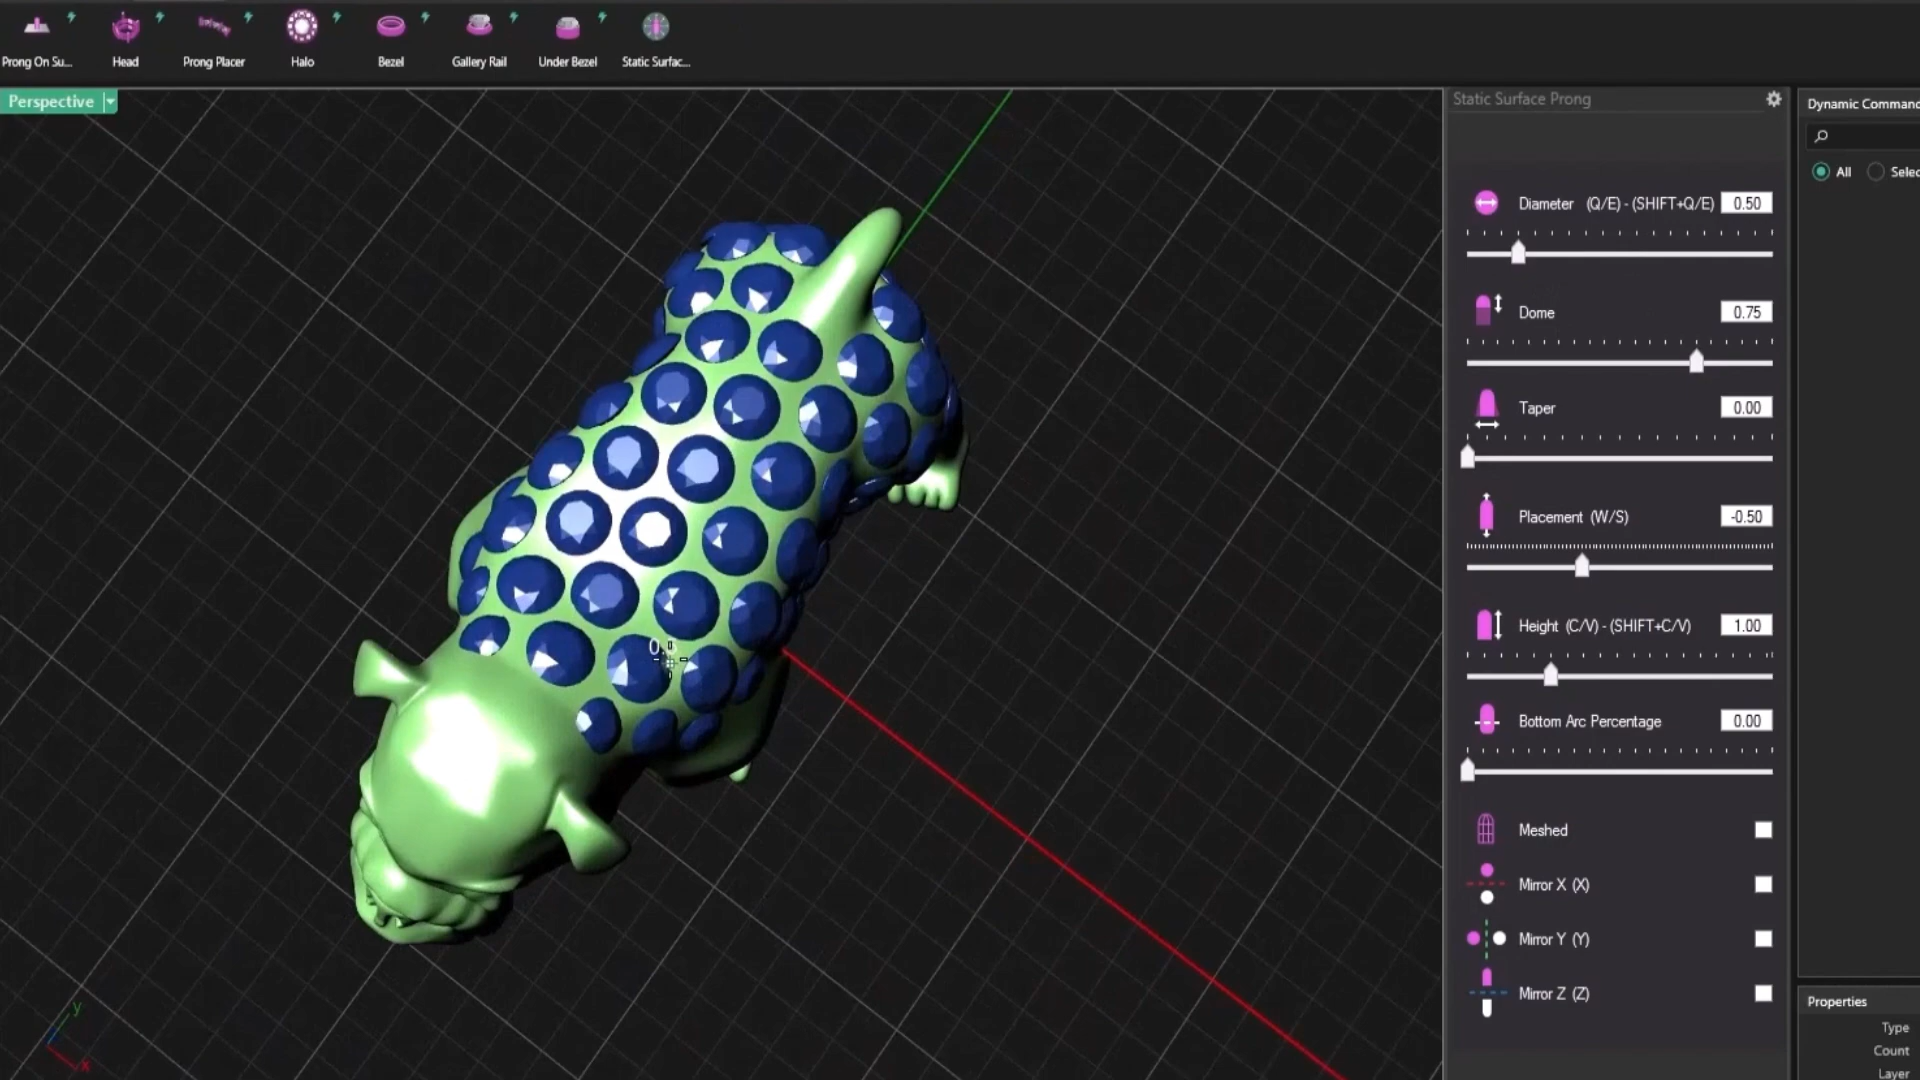 Prong On Su...
Head
Prong Placer
Halo
Bezel
Gallery Rail
Under Bezel
Static Surfac...
Perspective
Static Surface Prong
Dynamic Command
All
Selec
Diameter (Q/E) - (SHIFT+Q/E) 0.50
Dome 0.75
Taper 0.00
Placement (W/S) -0.50
Height (C/V) - (SHIFT+C/V) 1.00
Bottom Arc Percentage 0.00
Meshed
Mirror X (X)
Mirror Y (Y)
Mirror Z (Z)
Properties
Type
Count
Layer
y
x